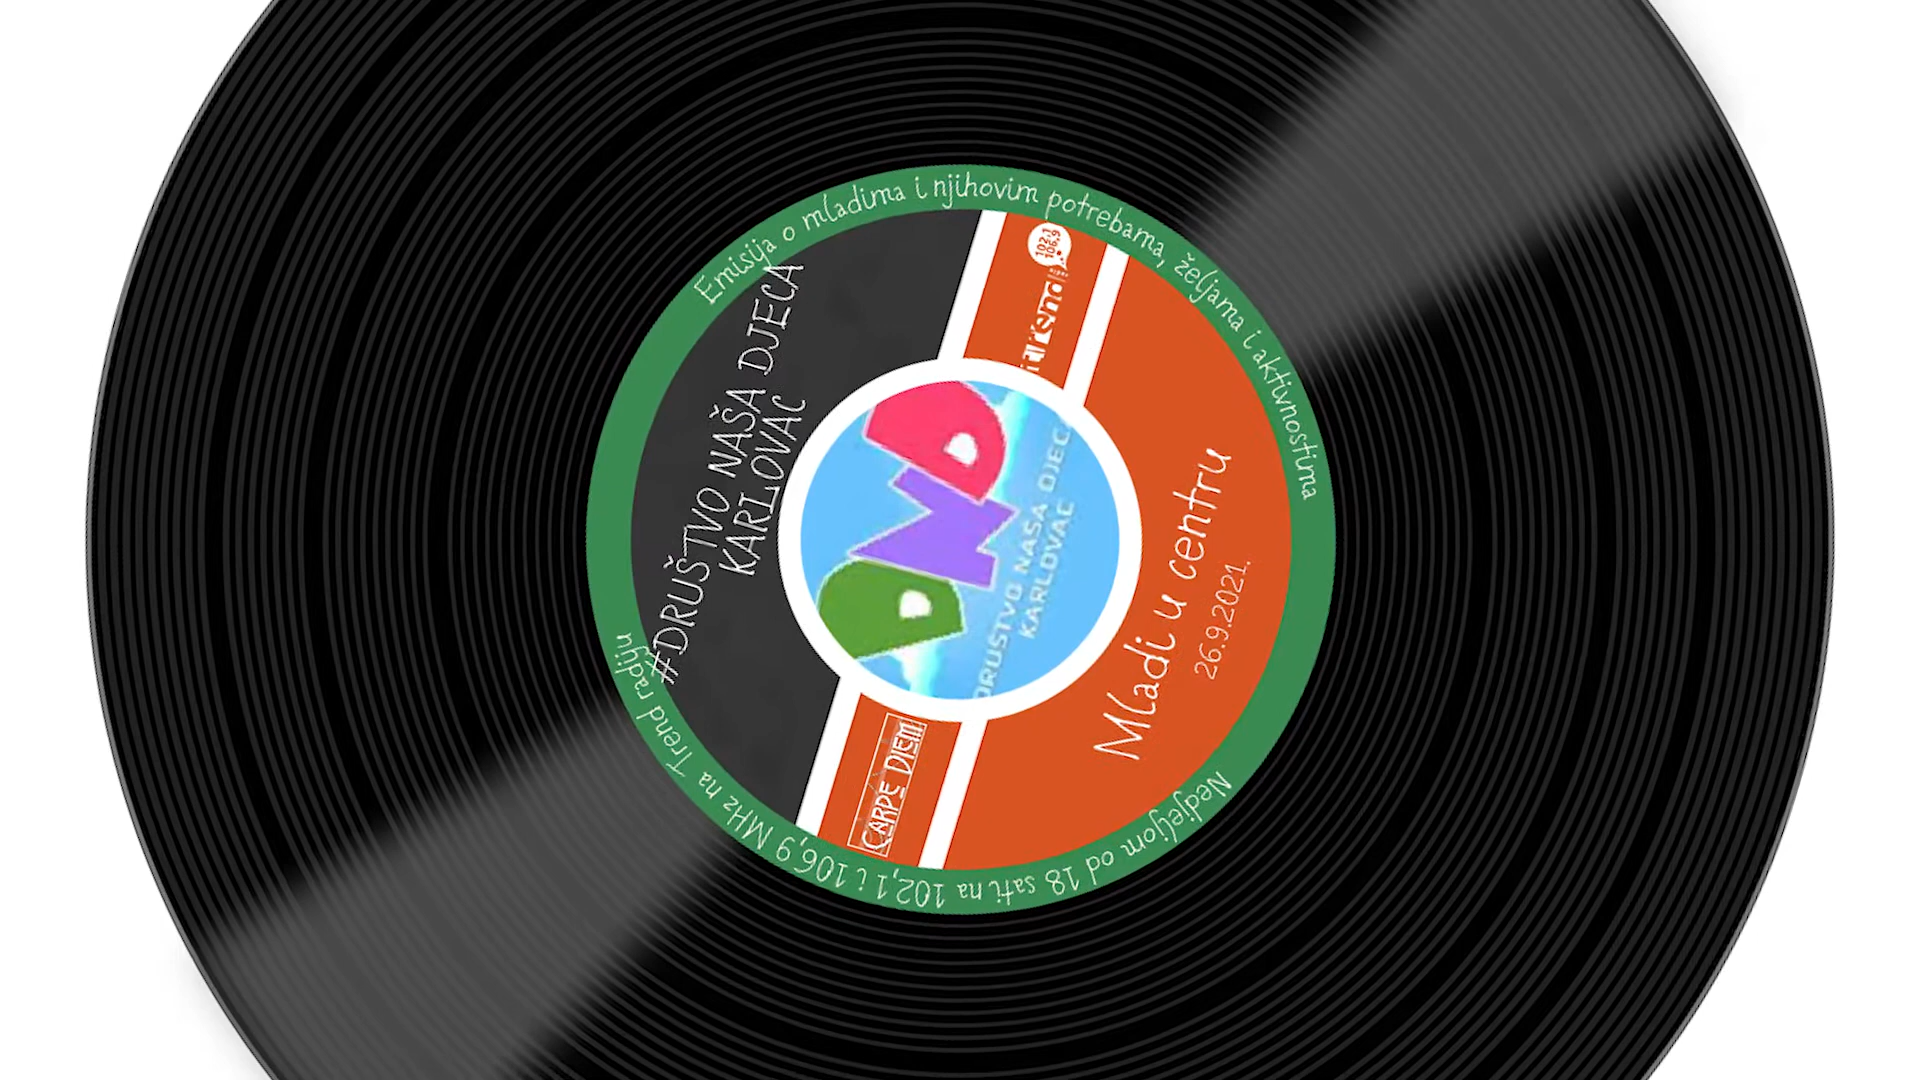 Emisija o mladima i njihovim potrebama, željama i aktivnostima
#DRUŠTVO NAŠA DJECA
KARLOVAC
trend
102,1
106,9
DND
DRUŠTVO NAŠA DJECA
KARLOVAC
CARPE DIEM
Mladi u centru
26.9.2021.
Nedjeljom od 18 sati na 102,1 i 106,9 MHz na Trend radiju